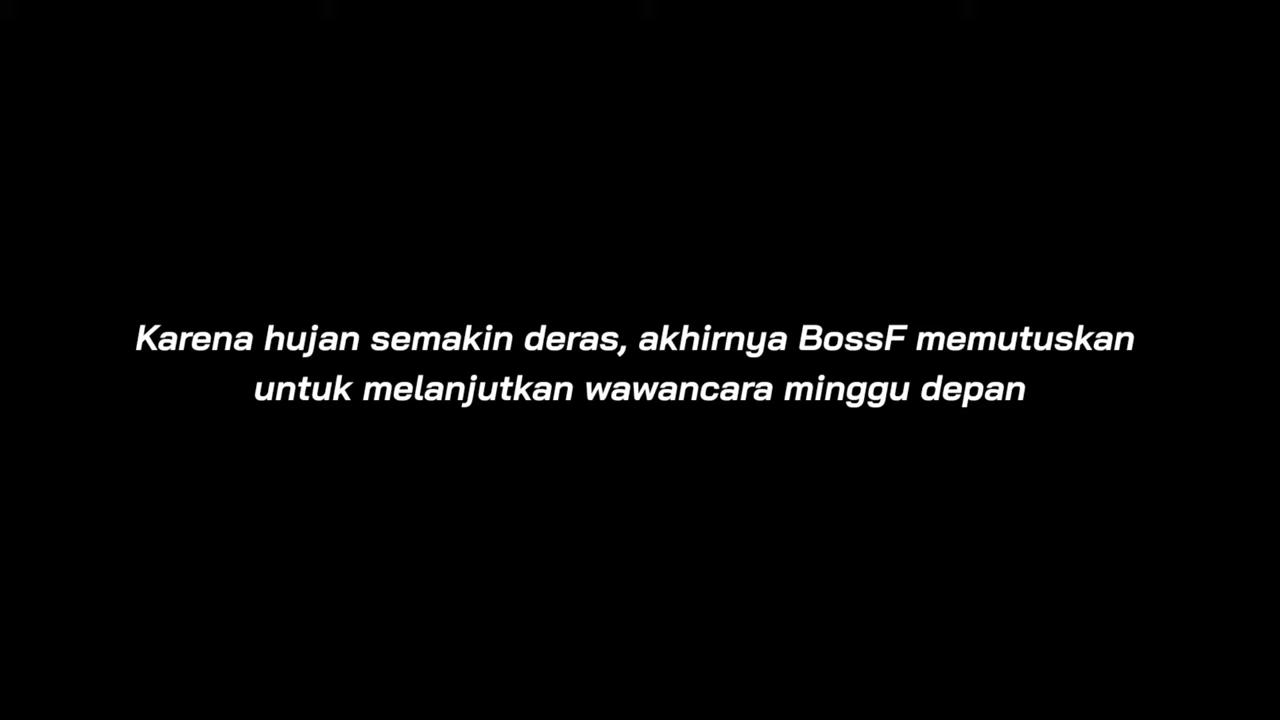 Karena hujan semakin deras, akhirnya BossF memutuskan
untuk melanjutkan wawancara minggu depan